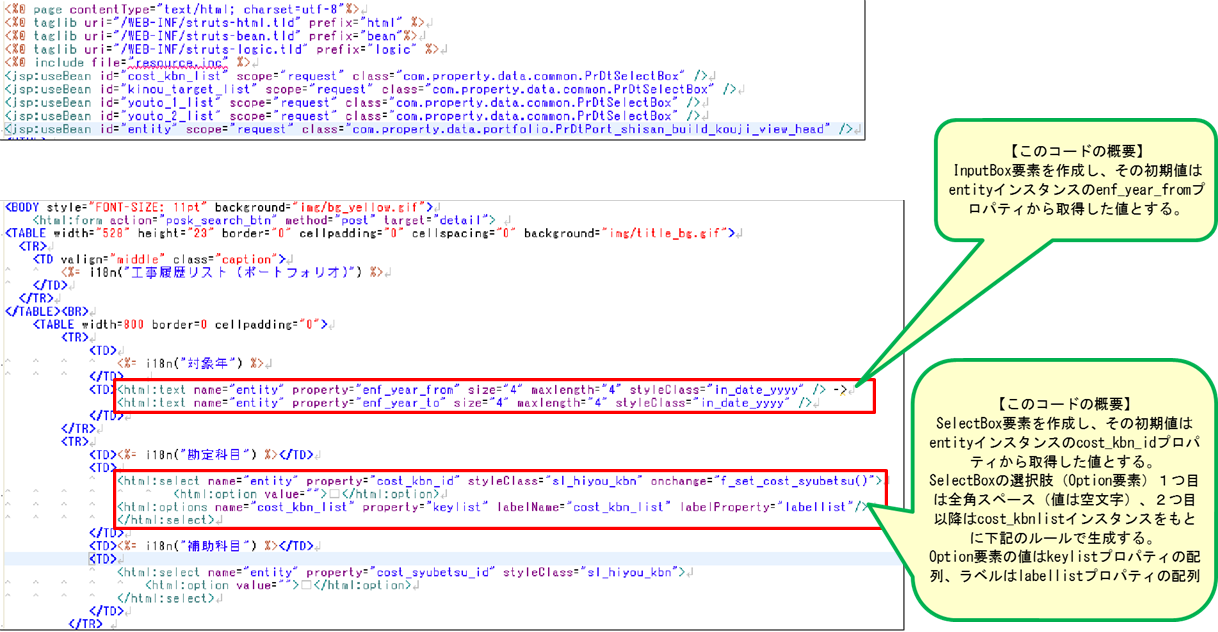 <%@ page contentType="text/html; charset=utf-8"%>
<%@ taglib uri="/WEB-INF/struts-html.tld" prefix="html" %>
<%@ taglib uri="/WEB-INF/struts-bean.tld" prefix="bean"%>
<%@ taglib uri="/WEB-INF/struts-logic.tld" prefix="logic" %>
<%@ include file="resource.inc" %>
<jsp:useBean id="cost_kbn_list" scope="request" class="com.property.data.common.PrDtSelectBox" />
<jsp:useBean id="kinou_target_list" scope="request" class="com.property.data.common.PrDtSelectBox" />
<jsp:useBean id="youto_1_list" scope="request" class="com.property.data.common.PrDtSelectBox" />
<jsp:useBean id="youto_2_list" scope="request" class="com.property.data.common.PrDtSelectBox" />
<jsp:useBean id="entity" scope="request" class="com.property.data.portfolio.PrDtPort_shisan_build_kouji_view_head" />
【このコードの概要】
InputBox要素を作成し、その初期値は
entityインスタンスのenf_year_fromプ
ロパティから取得した値とする。
<BODY style="FONT-SIZE: 11pt" background="img/bg_yellow.gif">
<html:form action="posk_search_btn" method="post" target="detail">
<TABLE width="528" height="23" border="0" cellpadding="0" cellspacing="0" background="img/title_bg.gif">
<TR>
<TD valign="middle" class="caption">
<%= i18n("工事履歴リスト（ポートフォリオ）") %>
</TD>
</TR>
</TABLE><BR>
<TABLE width=800 border=0 cellpadding="0">
<TR>
<TD>
<%= i18n("対象年") %>
</TD>
<TD><html:text name="entity" property="enf_year_from" size="4" maxlength="4" styleClass="in_date_yyyy" /> ->
<html:text name="entity" property="enf_year_to" size="4" maxlength="4" styleClass="in_date_yyyy" />
</TD>
</TR>
<TR>
<TD><%= i18n("勘定科目") %></TD>
<TD>
<html:select name="entity" property="cost_kbn_id" styleClass="sl_hiyou_kbn" onchange="f_set_cost_syubetsu()">
<html:option value="">□</html:option>
<html:options name="cost_kbn_list" property="keylist" labelName="cost_kbn_list" labelProperty="labellist"/>
</html:select>
</TD>
<TD><%= i18n("補助科目") %></TD>
<TD>
<html:select name="entity" property="cost_syubetsu_id" styleClass="sl_hiyou_kbn">
<html:option value="">□</html:option>
</html:select>
</TD>
</TR>
【このコードの概要】
SelectBox要素を作成し、その初期値は
entityインスタンスのcost_kbn_idプロパ
ティから取得した値とする。
SelectBoxの選択肢（Option要素）１つ目
は全角スペース（値は空文字）、２つ目
以降はcost_kbnlistインスタンスをもと
に下記のルールで生成する。
Option要素の値はkeylistプロパティの配
列、ラベルはlabellistプロパティの配列